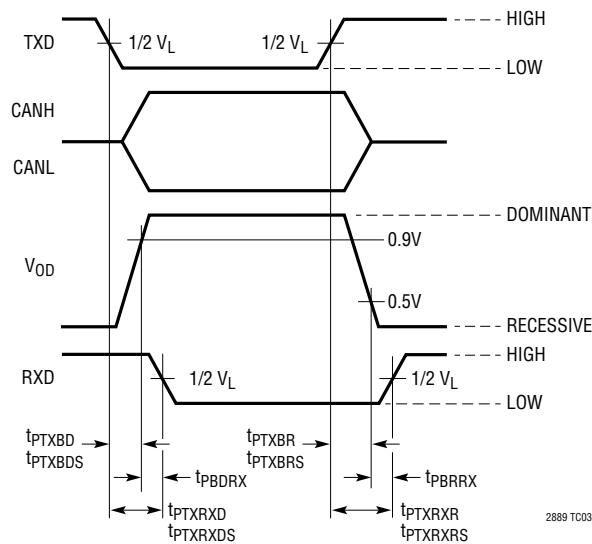 HIGH
TXD
1/2 VL
1/2 VL
LOW
CANH
CANL
DOMINANT
0.9V
VOD
0.5V
RECESSIVE
HIGH
RXD
1/2 VL
1/2 VL
LOW
tPTXBD
tPTXBDS
tPTXBR
tPTXBRS
tPBDRX
tPBRRX
tPTXRXD
tPTXRXDS
tPTXRXR
tPTXRXRS
2889 TC03